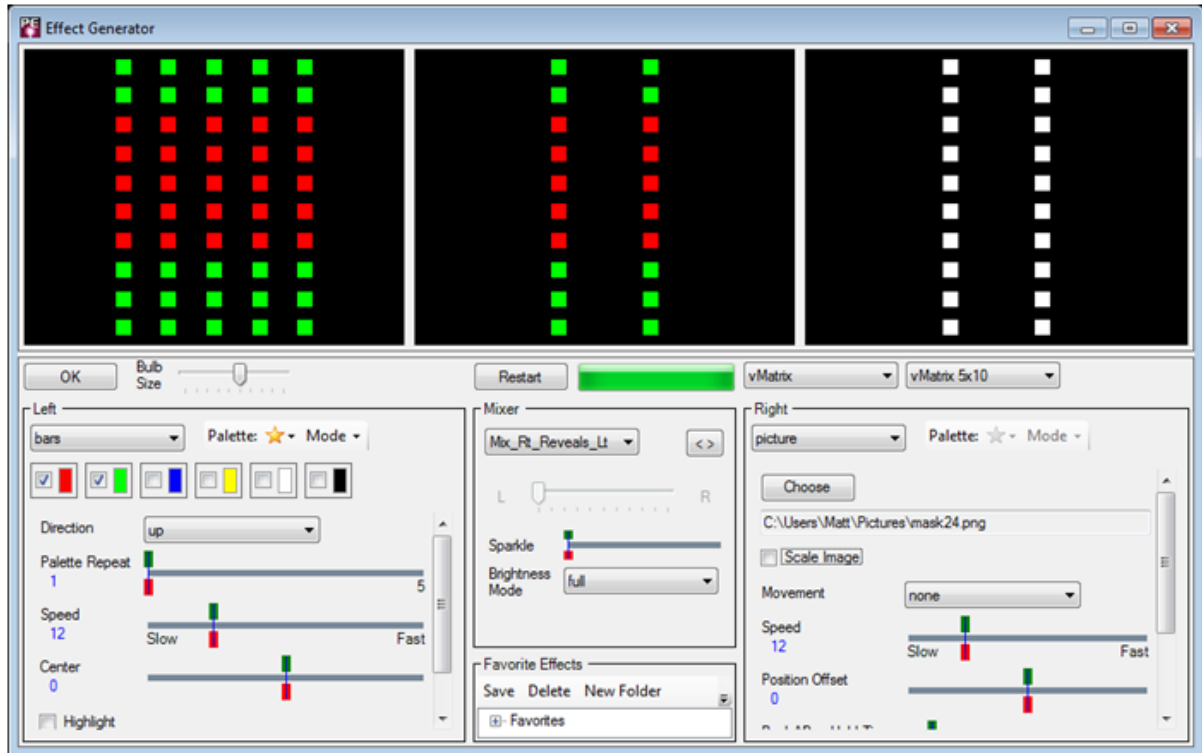 Effect Generator
OK
Bulb Size
Restart
vMatrix
vMatrix 5x10
Left
bars
Palette:
Mode
Direction
up
Palette Repeat
1
5
Speed
12
Slow
Fast
Center
0
Highlight
Mixer
Mix_Rt_Reveals_Lt
< >
L
R
Sparkle
Brightness Mode
full
Favorite Effects
Save Delete New Folder
Favorites
Right
picture
Palette:
Mode
Choose
C:\Users\Matt\Pictures\mask24.png
Scale Image
Movement
none
Speed
12
Slow
Fast
Position Offset
0